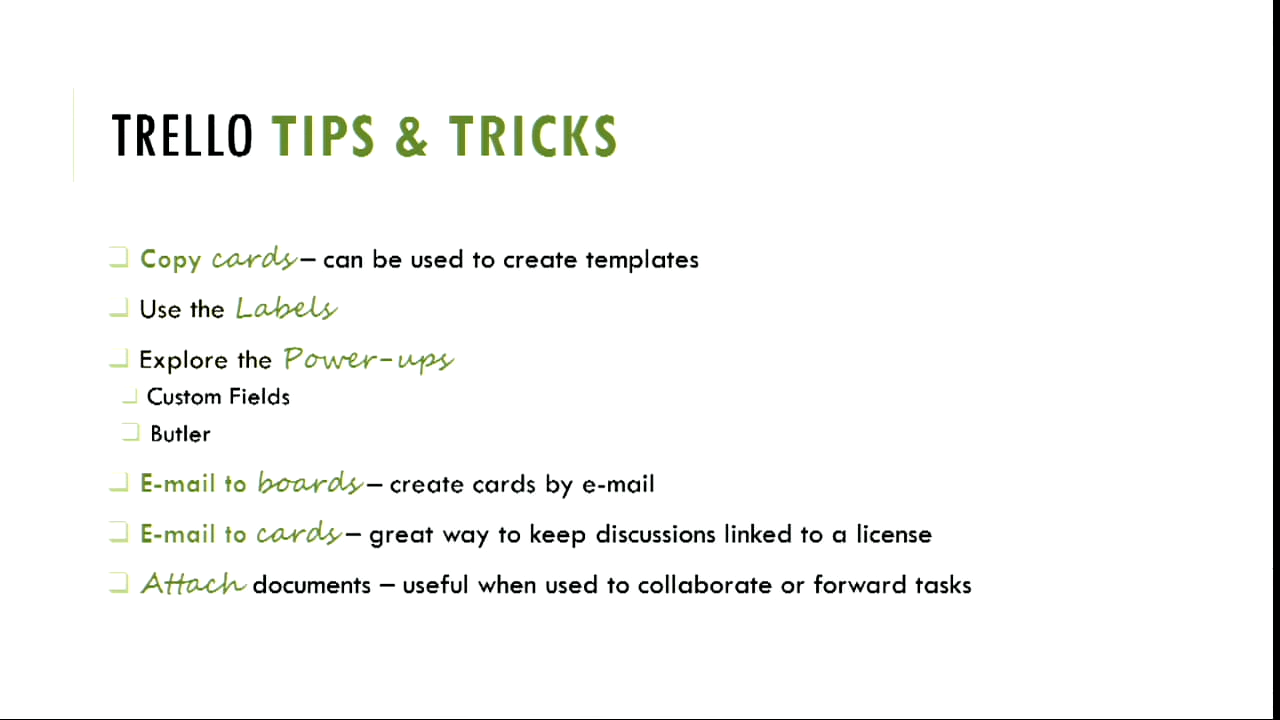 TRELLO TIPS & TRICKS
Copy cards – can be used to create templates
Use the Labels
Explore the Power-ups
Custom Fields
Butler
E-mail to boards – create cards by e-mail
E-mail to cards – great way to keep discussions linked to a license
Attach documents – useful when used to collaborate or forward tasks